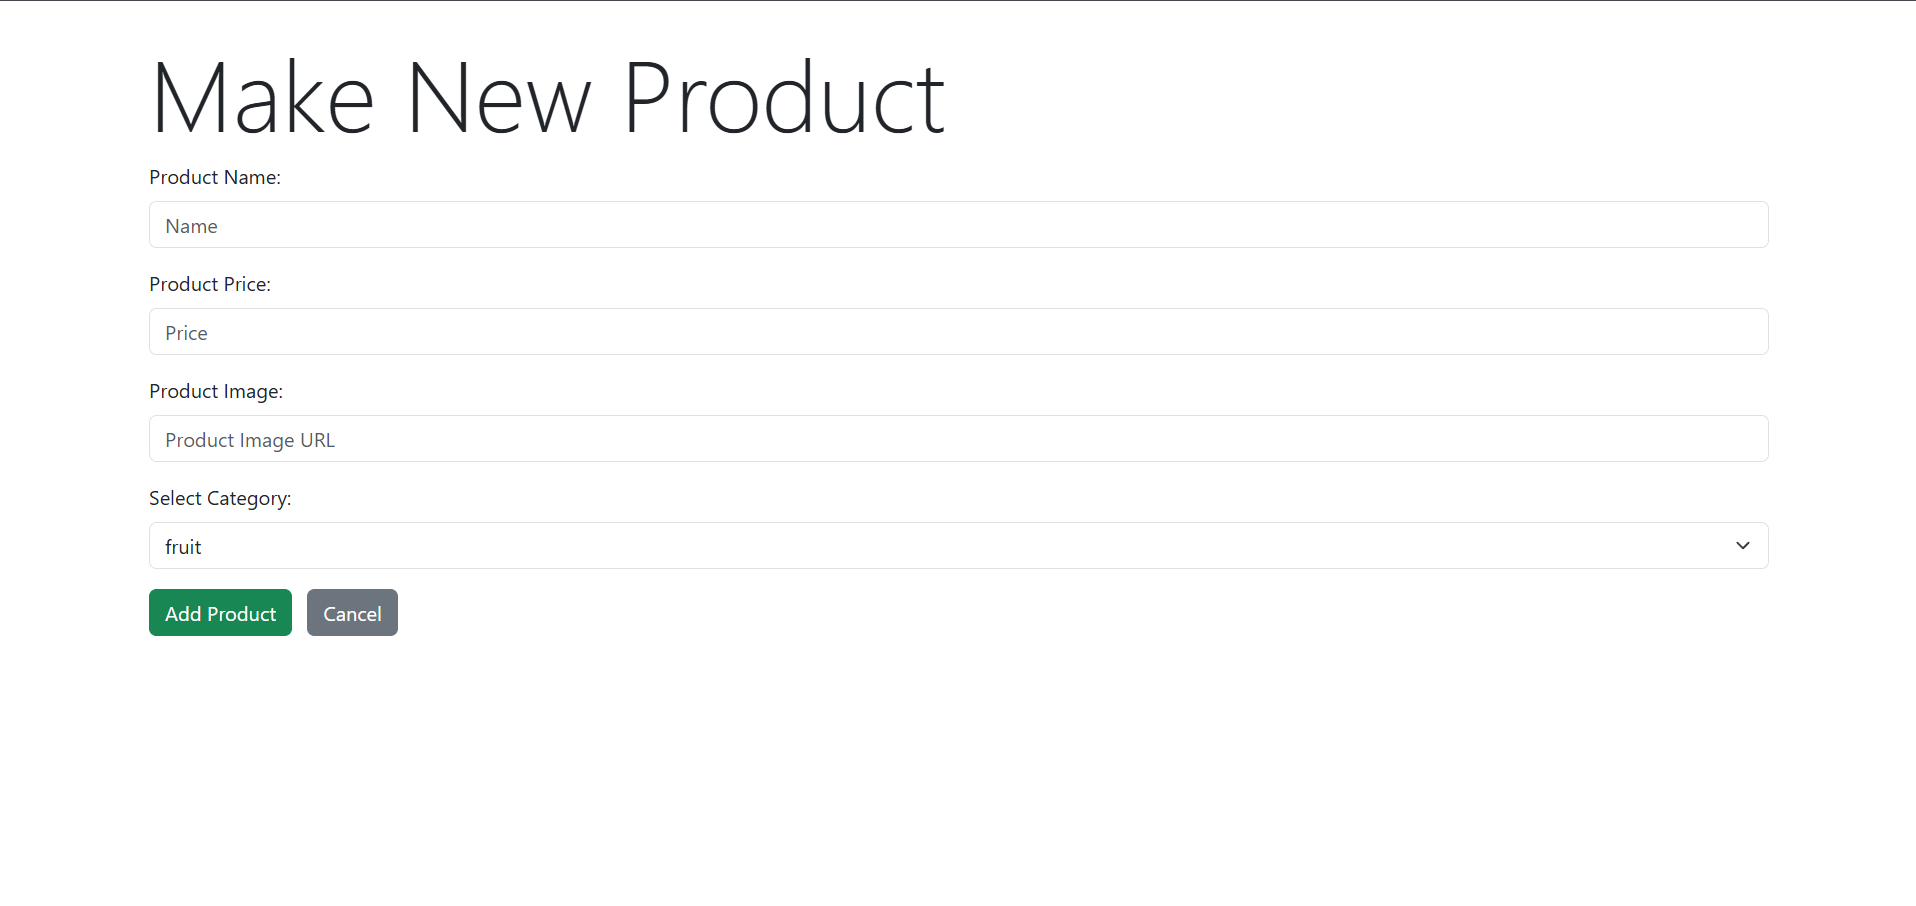 Make New Product
Product Name:
Name
Product Price:
Price
Product Image:
Product Image URL
Select Category:
fruit
Add Product Cancel